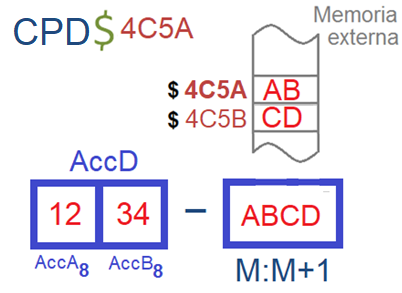 CPD$ 4C5A
Memoria
externa
$ 4C5A AB
$ 4C5B CD
AccD
12 34 − ABCD
AccA8 AccB8
M:M+1